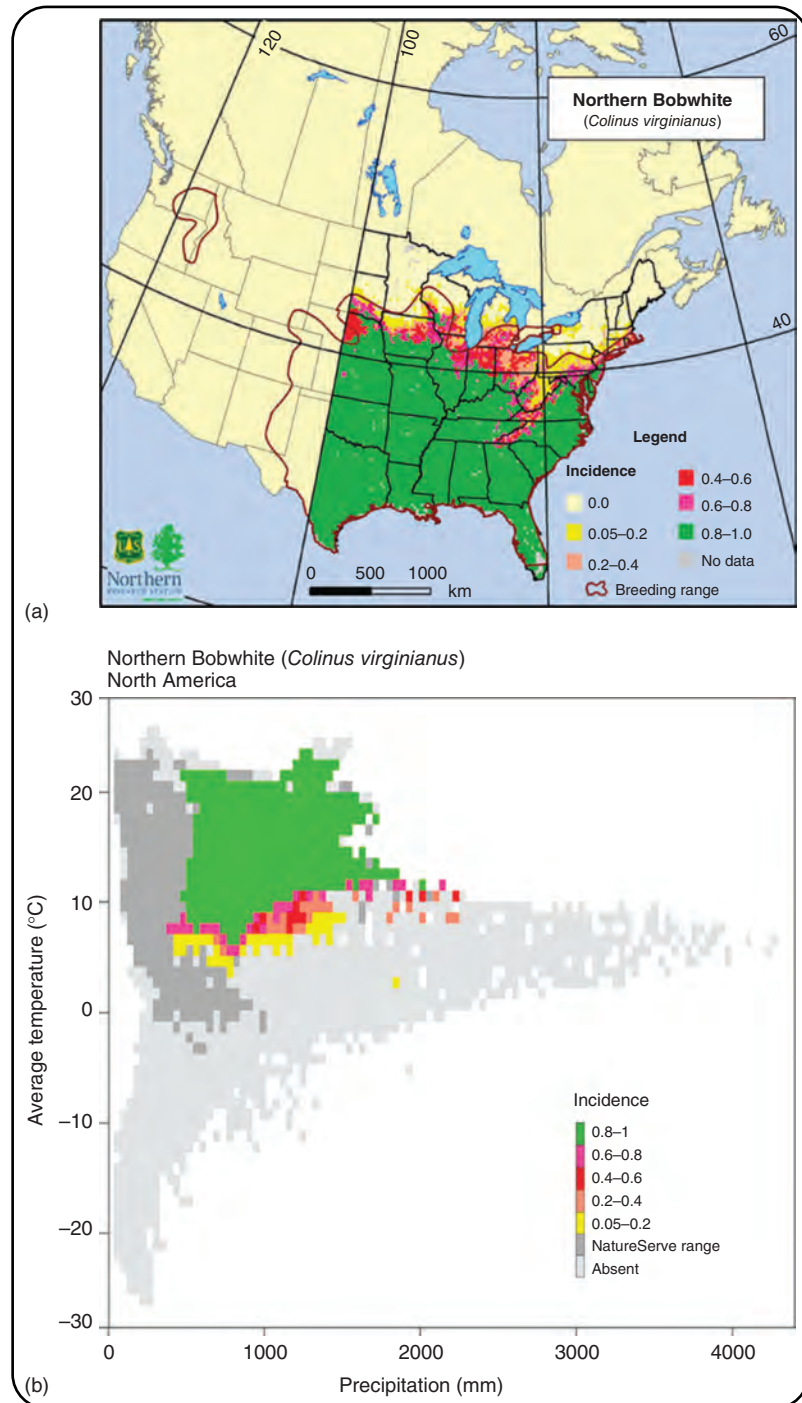 120
100
60
Northern Bobwhite
(Colinus virginianus)
40
Legend
Incidence
0.0
0.05–0.2
0.2–0.4
0.4–0.6
0.6–0.8
0.8–1.0
No data
Breeding range
0 500 1000
km
UAS
Northern
RESEARCH STATION
(a)
Northern Bobwhite (Colinus virginianus)
North America
30
20
10
0
–10
–20
–30
Average temperature (°C)
Incidence
0.8–1
0.6–0.8
0.4–0.6
0.2–0.4
0.05–0.2
NatureServe range
Absent
0 1000 2000 3000 4000
Precipitation (mm)
(b)